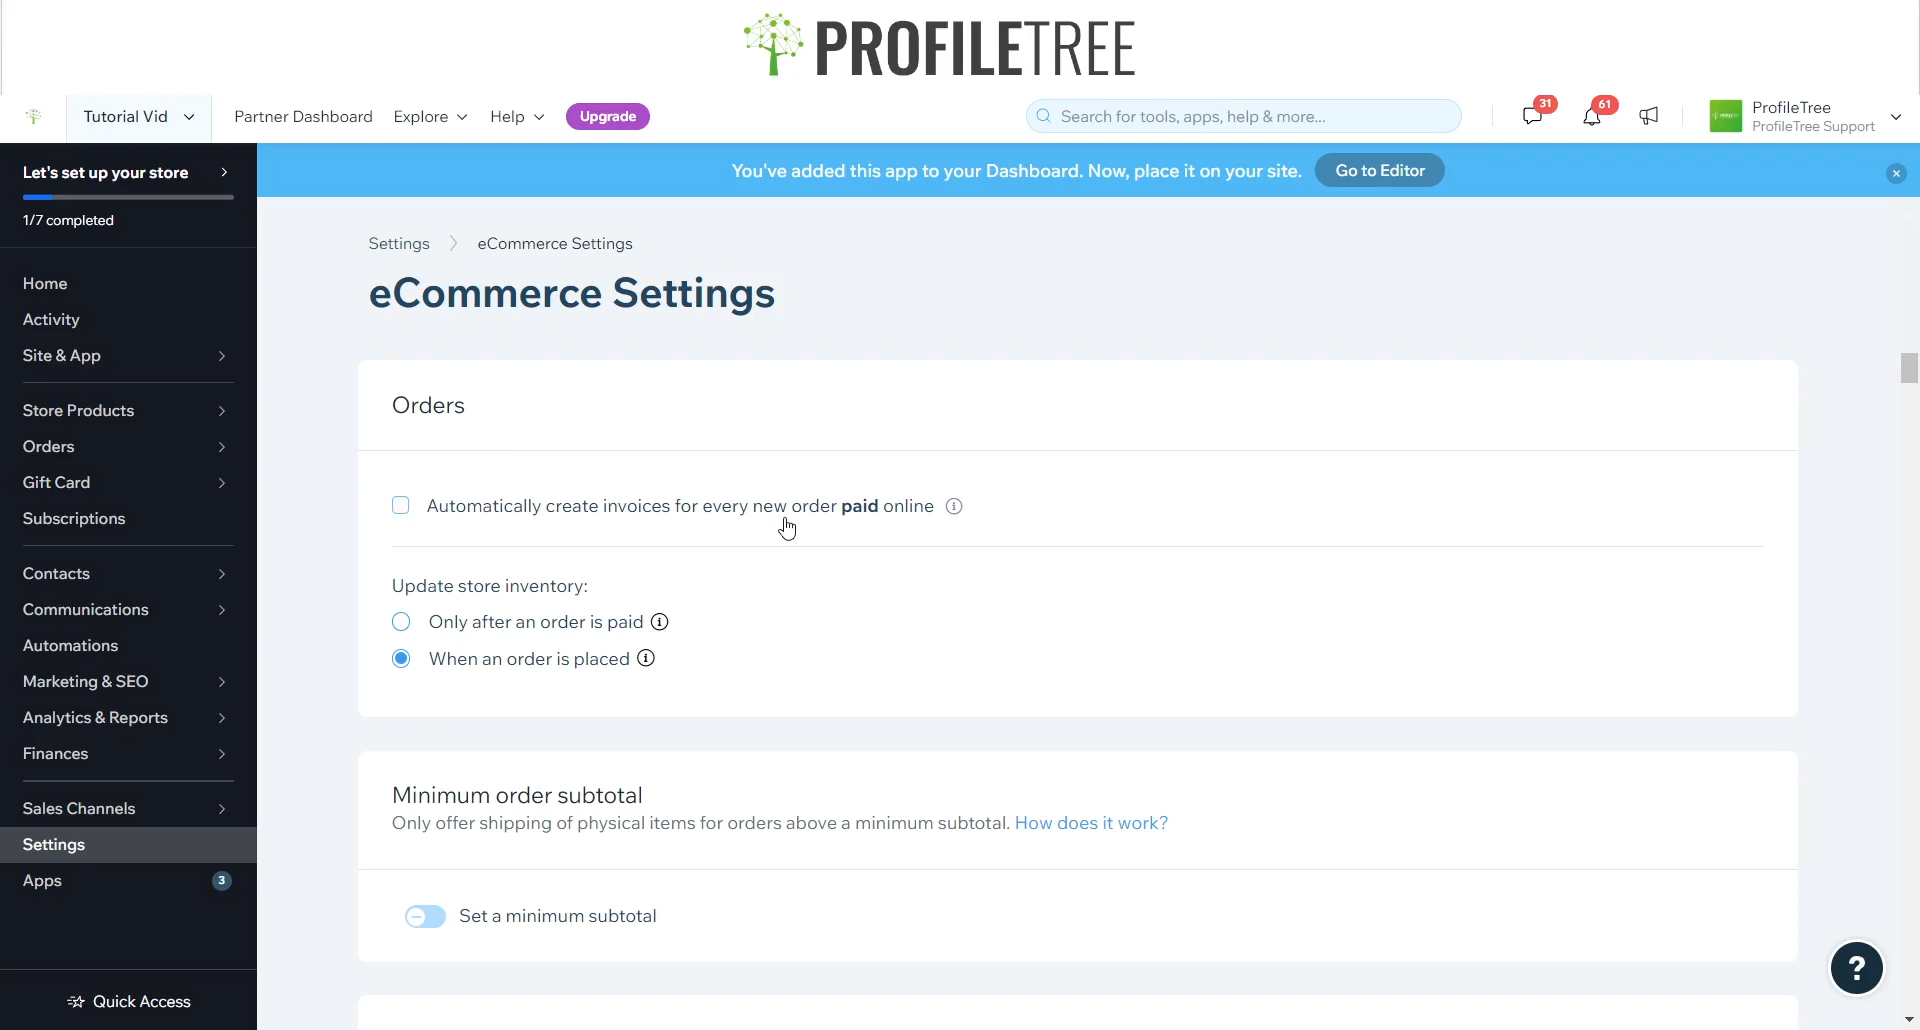 PROFILETREE
Tutorial Vid
Partner Dashboard
Explore
Help
Upgrade
Search for tools, apps, help & more...
31
61
ProfileTree
ProfileTree Support
Let's set up your store
1/7 completed
You've added this app to your Dashboard. Now, place it on your site.
Go to Editor
Home
Activity
Site & App
Store Products
Orders
Gift Card
Subscriptions
Contacts
Communications
Automations
Marketing & SEO
Analytics & Reports
Finances
Sales Channels
Settings
Apps
3
Quick Access
Settings
eCommerce Settings
eCommerce Settings
Orders
Automatically create invoices for every new order paid online
Update store inventory:
Only after an order is paid
When an order is placed
Minimum order subtotal
Only offer shipping of physical items for orders above a minimum subtotal. How does it work?
Set a minimum subtotal
?